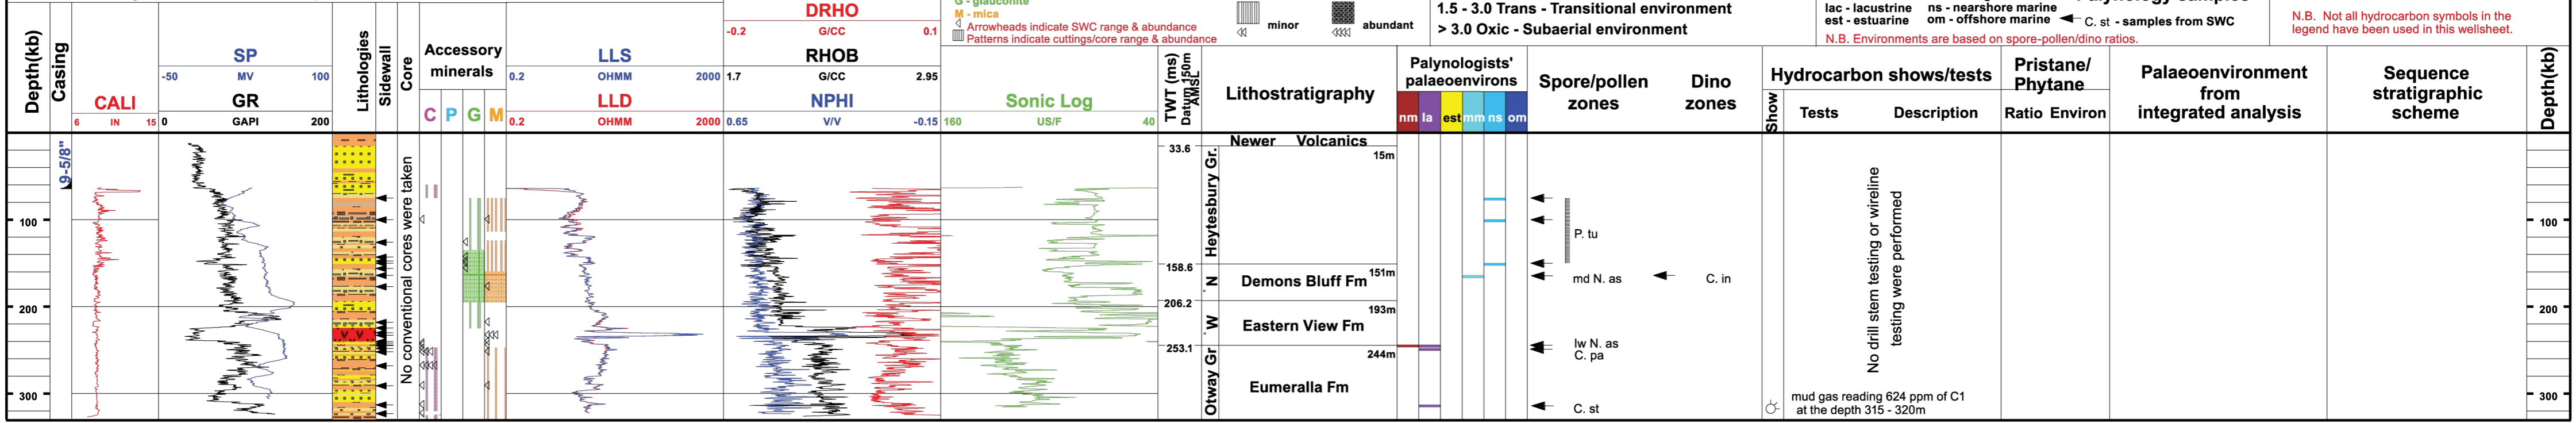 G - glauconite
M - mica
Arrowheads indicate SWC range & abundance
Patterns indicate cuttings/core range & abundance
minor
abundant
1.5 - 3.0 Trans - Transitional environment
> 3.0 Oxic - Subaerial environment
lac - lacustrine ns - nearshore marine
est - estuarine om - offshore marine
C. st - samples from SWC
N.B. Environments are based on spore-pollen/dino ratios.
N.B. Not all hydrocarbon symbols in the
legend have been used in this wellsheet.
Depth(kb)
Casing
CALI
6 IN 15
SP
-50 MV 100
GR
0 GAPI 200
Lithologies
Sidewall
Core
Accessory
minerals
C P G M
LLS
0.2 OHMM 2000
LLD
0.2 OHMM 2000
DRHO
-0.2 G/CC 0.1
RHOB
1.7 G/CC 2.95
NPHI
0.65 V/V -0.15
Sonic Log
160 US/F 40
TWT (ms)
Datum 150m
AMSL
Lithostratigraphy
Palynologists'
palaeoenvirons
nm la est mm ns om
Spore/pollen
zones
Dino
zones
Hydrocarbon shows/tests
Show
Tests Description
Pristane/
Phytane
Ratio Environ
Palaeoenvironment
from
integrated analysis
Sequence
stratigraphic
scheme
Depth(kb)
9-5/8"
100
200
300
No conventional cores were taken
33.6
158.6
206.2
253.1
Newer Volcanics
15m
Heytesbury Gr.
N
Demons Bluff Fm
151m
W
Eastern View Fm
193m
Otway Gr
244m
Eumeralla Fm
P. tu
md N. as
C. in
lw N. as
C. pa
C. st
No drill stem testing or wireline
testing were performed
mud gas reading 624 ppm of C1
at the depth 315 - 320m
100
200
300